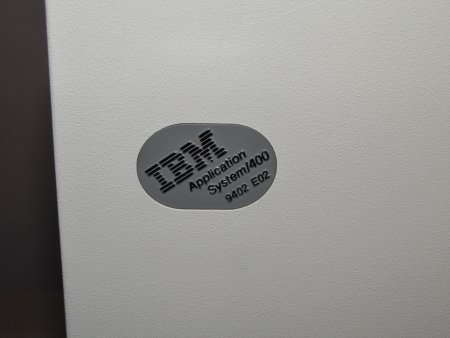 IBM
Application
System/400
9402 E02